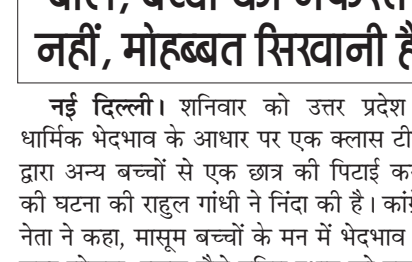 नहीं, मोहब्बत सिखानी है
नई दिल्ली। शनिवार को उत्तर प्रदेश
धार्मिक भेदभाव के आधार पर एक क्लास
द्वारा अन्य बच्चों से एक छात्र की पिटाई
की घटना की राहुल गांधी ने निंदा की है।
नेता ने कहा, मासूम बच्चों के मन में भेदभाव